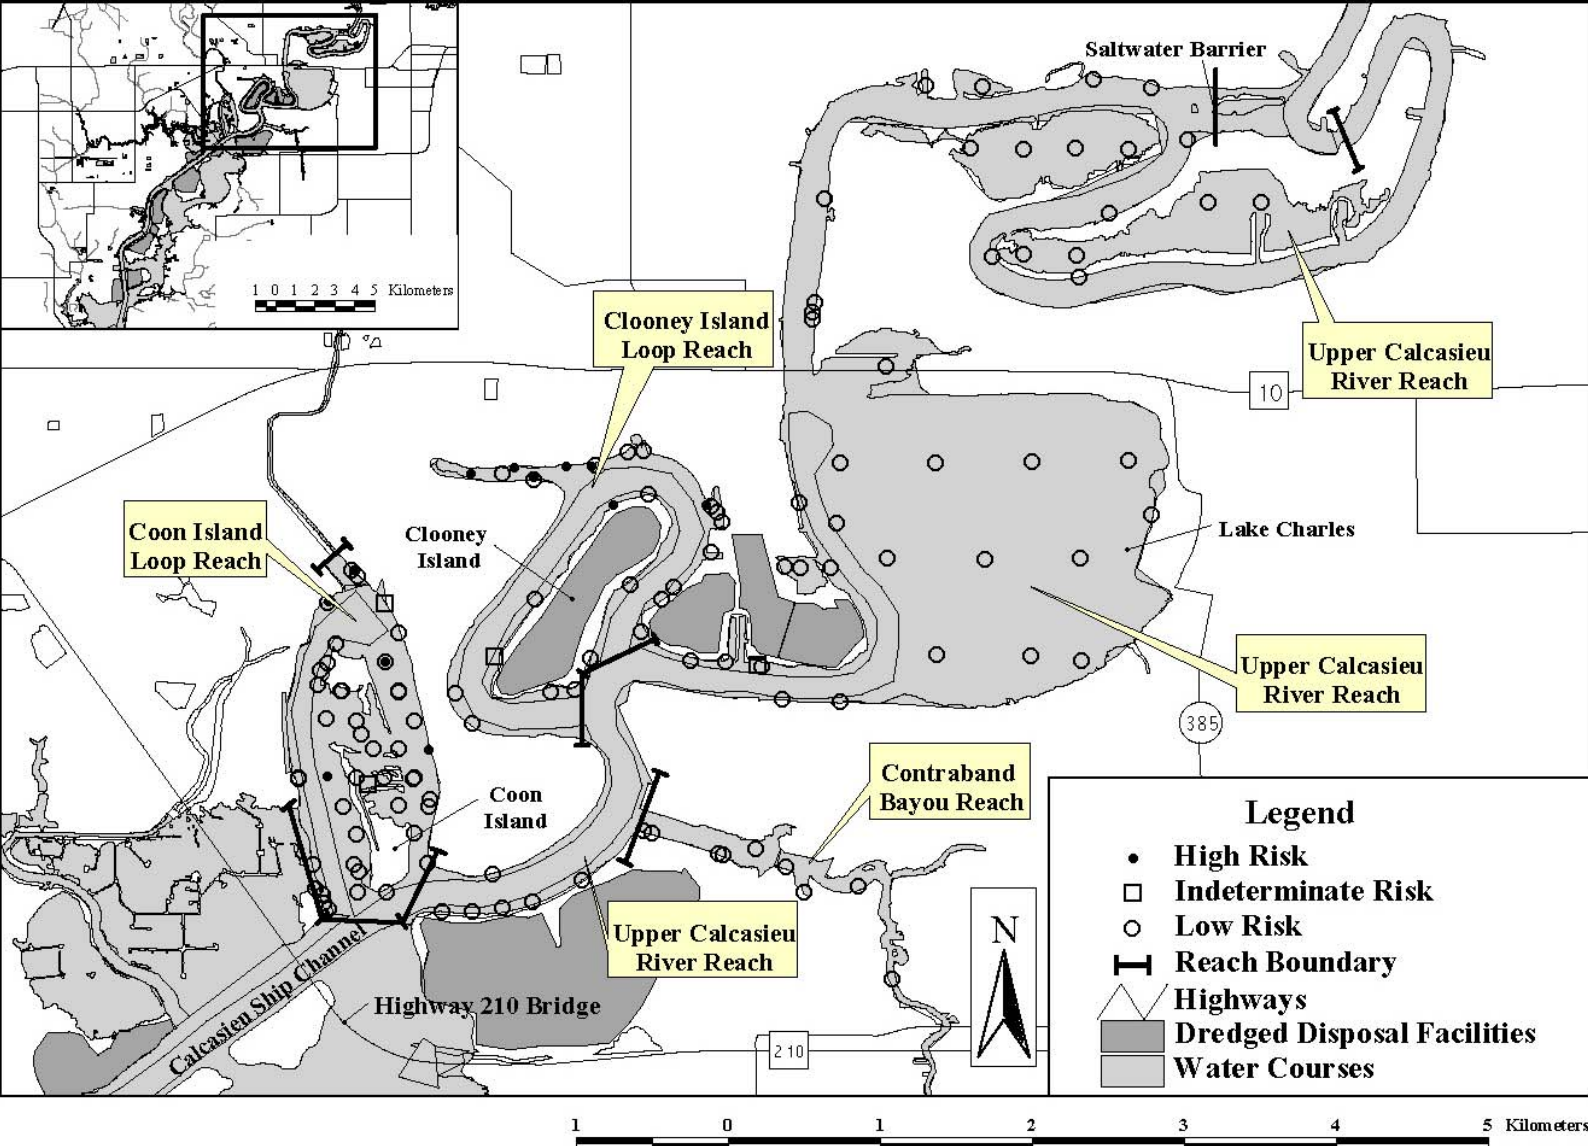 Saltwater Barrier
1 0 1 2 3 4 5 Kilometers
Clooney Island
Loop Reach
Upper Calcasieu
River Reach
10
Coon Island
Loop Reach
Clooney
Island
Lake Charles
Upper Calcasieu
River Reach
385
Contraband
Bayou Reach
Coon
Island
Upper Calcasieu
River Reach
Calcasien Ship Channel
Highway 210 Bridge
2 10
N
Legend
High Risk
Indeterminate Risk
Low Risk
Reach Boundary
Highways
Dredged Disposal Facilities
Water Courses
1 0 1 2 3 4 5 Kilometers